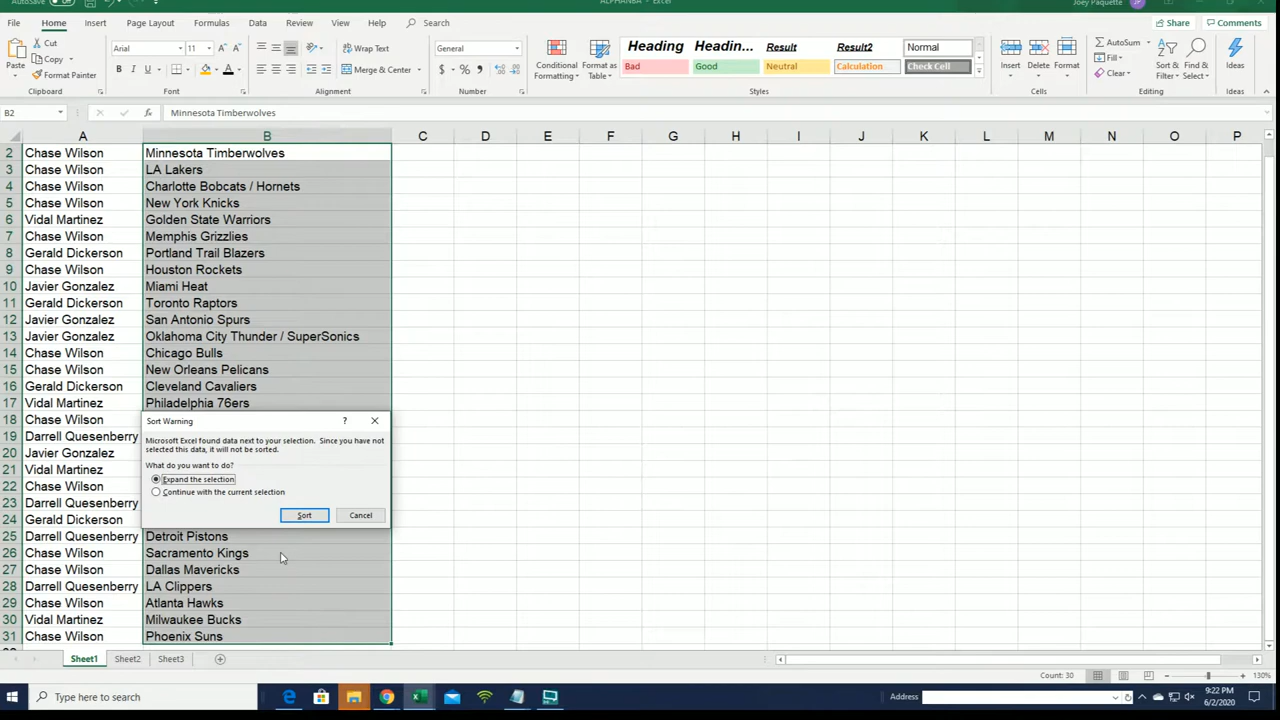 AutoSave Off ALPHANBA - Excel Joey Paquette JP
File Home Insert Page Layout Formulas Data Review View Help Search Share Comments
Paste Cut Copy Format Painter Clipboard
Arial 11 Font
Wrap Text Merge & Center Alignment
General Number
Conditional Formatting Format as Table
Heading Headin... Result Result2 Normal
Bad Good Neutral Calculation Check Cell
Styles
Insert Delete Format Cells
AutoSum Fill Clear Sort & Filter Find & Select Editing
Ideas Ideas
B2 fx Minnesota Timberwolves
A B C D E F G H I J K L M N O P
2 Chase Wilson Minnesota Timberwolves
3 Chase Wilson LA Lakers
4 Chase Wilson Charlotte Bobcats / Hornets
5 Chase Wilson New York Knicks
6 Vidal Martinez Golden State Warriors
7 Chase Wilson Memphis Grizzlies
8 Gerald Dickerson Portland Trail Blazers
9 Chase Wilson Houston Rockets
10 Javier Gonzalez Miami Heat
11 Gerald Dickerson Toronto Raptors
12 Javier Gonzalez San Antonio Spurs
13 Javier Gonzalez Oklahoma City Thunder / SuperSonics
14 Chase Wilson Chicago Bulls
15 Chase Wilson New Orleans Pelicans
16 Gerald Dickerson Cleveland Cavaliers
17 Vidal Martinez Philadelphia 76ers
18 Chase Wilson
19 Darrell Quesenberry
20 Javier Gonzalez
21 Vidal Martinez
22 Chase Wilson
23 Darrell Quesenberry
24 Gerald Dickerson
Sort Warning ?
Microsoft Excel found data next to your selection. Since you have not
selected this data, it will not be sorted.
What do you want to do?
Expand the selection
Continue with the current selection
Sort Cancel
25 Darrell Quesenberry Detroit Pistons
26 Chase Wilson Sacramento Kings
27 Chase Wilson Dallas Mavericks
28 Darrell Quesenberry LA Clippers
29 Chase Wilson Atlanta Hawks
30 Vidal Martinez Milwaukee Bucks
31 Chase Wilson Phoenix Suns
Sheet1 Sheet2 Sheet3
Count: 30 130%
Type here to search Address 9:22 PM
6/2/2020